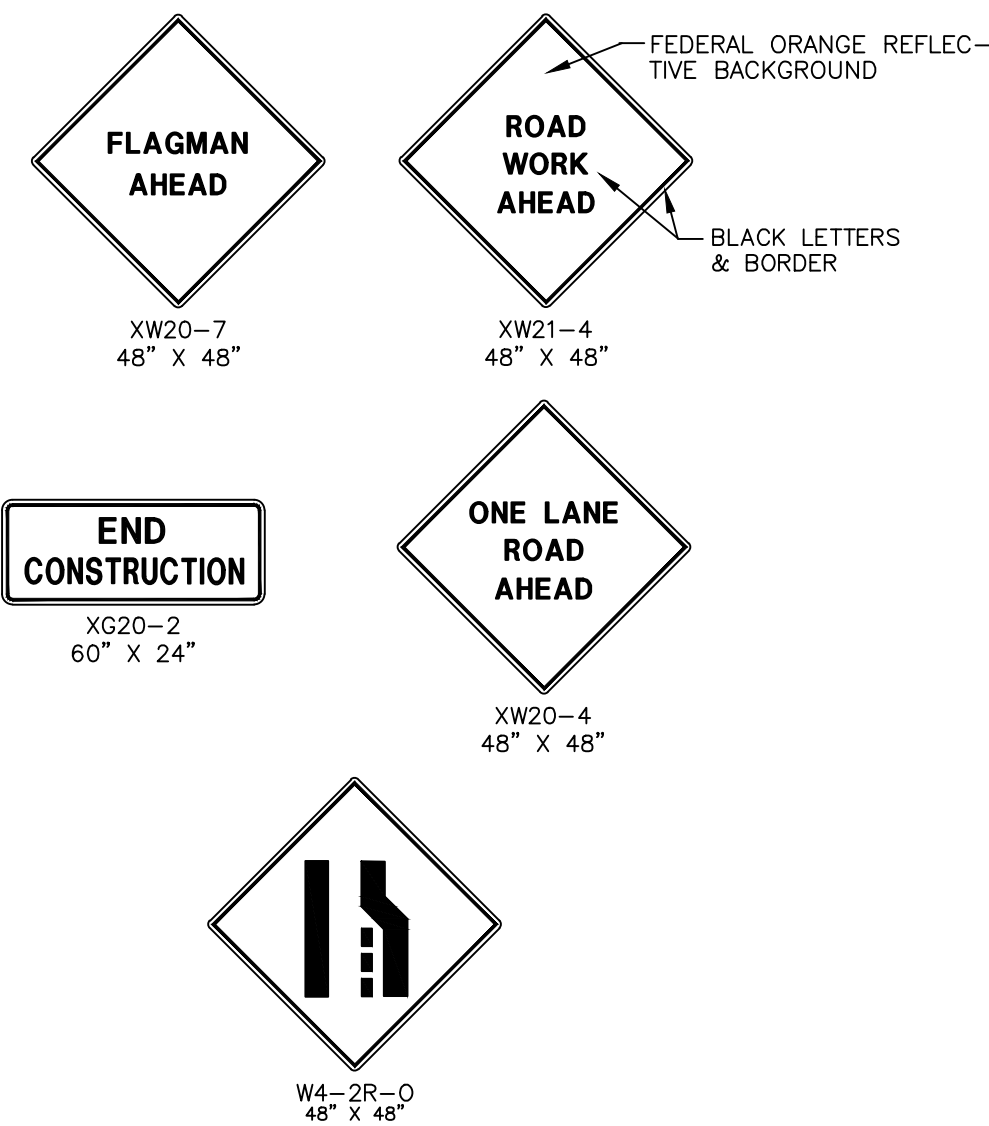 FLAGMAN
AHEAD
XW20-7
48" X 48"
ROAD
WORK
AHEAD
XW21-4
48" X 48"
FEDERAL ORANGE REFLEC-
TIVE BACKGROUND
BLACK LETTERS
& BORDER
END
CONSTRUCTION
XG20-2
60" X 24"
ONE LANE
ROAD
AHEAD
XW20-4
48" X 48"
W4-2R-O
48" X 48"